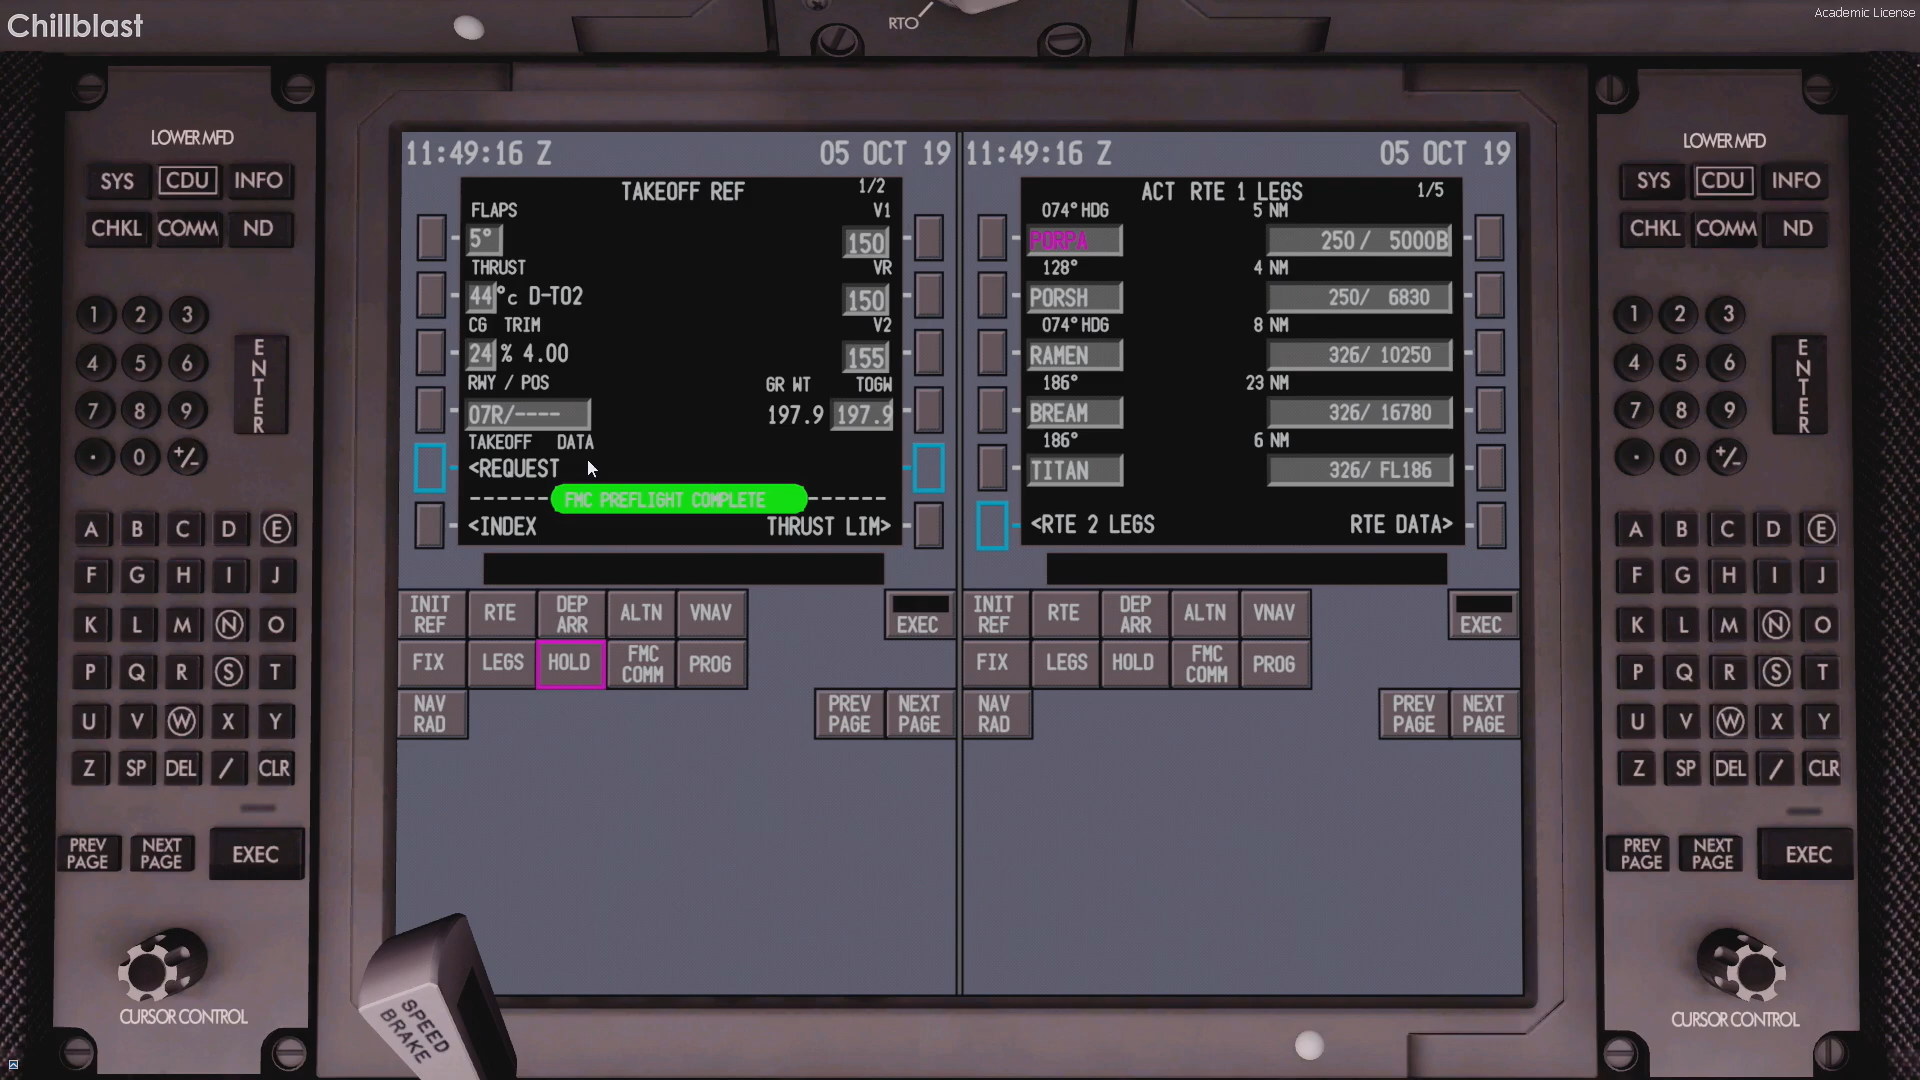 Chillblast
Academic License
RTO
LOWER MFD
SYS CDU INFO
CHKL COMM ND
1 2 3
4 5 6
7 8 9
. 0 +/-
ENTER
A B C D E
F G H I J
K L M N O
P Q R S T
U V W X Y
Z SP DEL / CLR
PREV PAGE
NEXT PAGE
EXEC
CURSOR CONTROL
SPEED BRAKE
11:49:16 Z 05 OCT 19
TAKEOFF REF 1/2
FLAPS V1
5° 150
THRUST VR
44°c D-TO2 150
CG TRIM V2
24% 4.00 155
RWY / POS GR WT TOGW
07R/---- 197.9 197.9
TAKEOFF DATA
<REQUEST
------ FMC PREFLIGHT COMPLETE ------
<INDEX THRUST LIM>
INIT REF
RTE
DEP ARR
ALTN
VNAV
EXEC
FIX
LEGS
HOLD
FMC COMM
PROG
NAV RAD
PREV PAGE
NEXT PAGE
11:49:16 Z 05 OCT 19
ACT RTE 1 LEGS 1/5
074°HDG 5 NM
PORPA 250/ 5000B
128° 4 NM
PORSH 250/ 6830
074°HDG 8 NM
RAMEN 326/ 10250
186° 23 NM
BREAM 326/ 16780
186° 6 NM
TITAN 326/ FL186
<RTE 2 LEGS RTE DATA>
INIT REF
RTE
DEP ARR
ALTN
VNAV
EXEC
FIX
LEGS
HOLD
FMC COMM
PROG
NAV RAD
PREV PAGE
NEXT PAGE
LOWER MFD
SYS CDU INFO
CHKL COMM ND
1 2 3
4 5 6
7 8 9
. 0 +/-
ENTER
A B C D E
F G H I J
K L M N O
P Q R S T
U V W X Y
Z SP DEL / CLR
PREV PAGE
NEXT PAGE
EXEC
CURSOR CONTROL